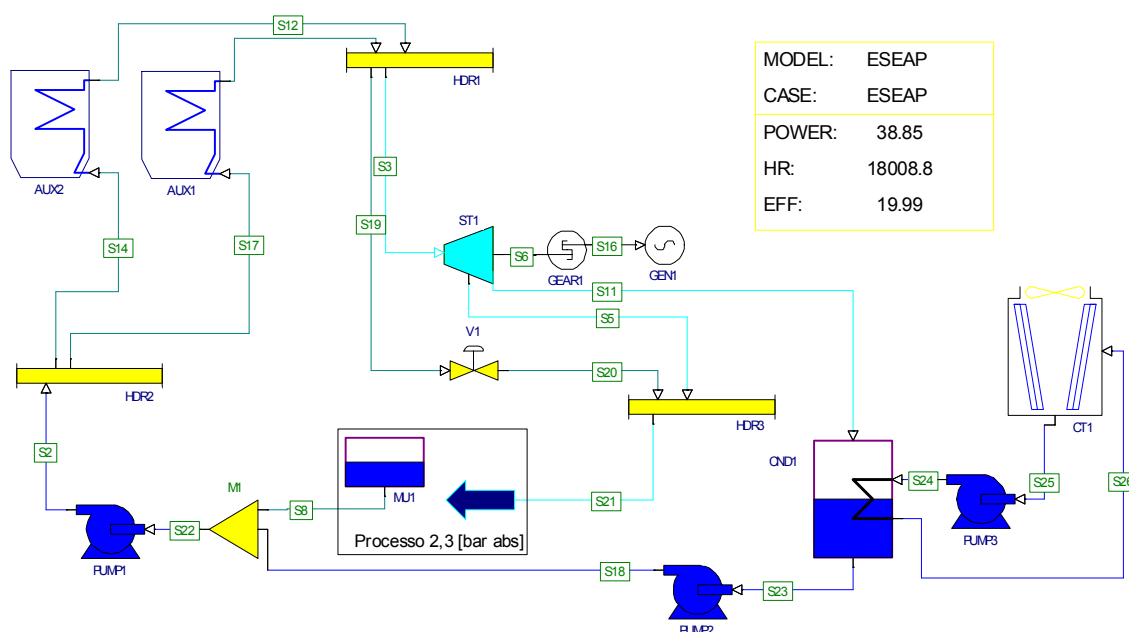 S12
HDR1
AUX2
AUX1
S3
MODEL: ESEAP
CASE: ESEAP
POWER: 38.85
HR: 18008.8
EFF: 19.99
S14
S17
S19
ST1
S6
S16
GEAR1
GEN1
S11
S5
V1
S20
HDR2
HDR3
CT1
S2
M1
MU1
S8
S21
CND1
S24
S25
S26
PUMP3
Processo 2,3 [bar abs]
S22
PUMP1
S18
S23
PUMP2